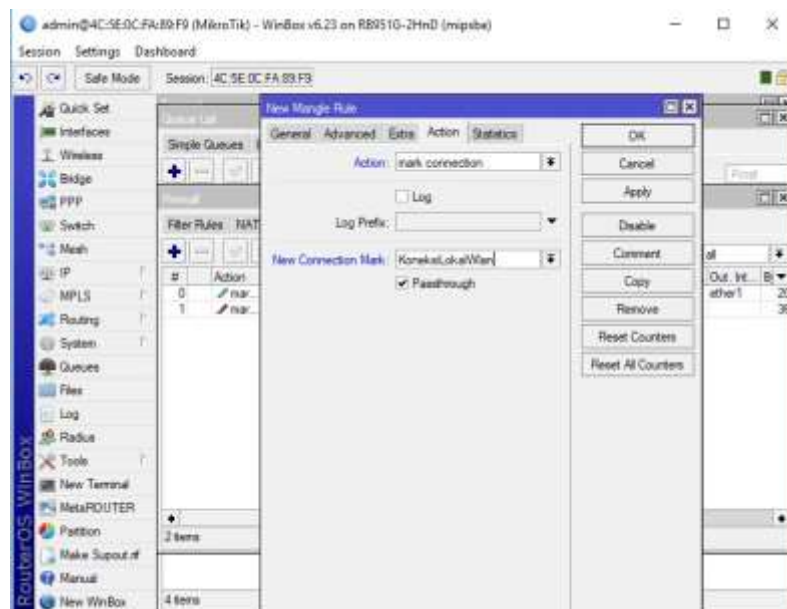 admin@4C:5E:0C:FA:89:F9 (MikroTik) - WinBox v6.23 on RB951G-2HnD (mipsbe)
Session Settings Dashboard
Safe Mode Session: 4C:5E:0C:FA:89:F9
Quick Set
Interfaces
Wireless
Bridge
PPP
Switch
Mesh
IP
MPLS
Routing
System
Queues
Files
Log
Radius
Tools
New Terminal
MetaROUTER
Partition
Make Supout.rif
Manual
New WinBox
RouterOS WinBox
Simple Queues
Find
Filter Rules NAT
# Action
0 mar...
1 mar...
2 items
4 items
New Mangle Rule
General Advanced Extra Action Statistics
Action: mark connection
Log
Log Prefix:
New Connection Mark: KoneksiLokalWlan
Passthrough
OK
Cancel
Apply
Disable
Comment
Copy
Remove
Reset Counters
Reset All Counters
all
Out. Int...
ether1